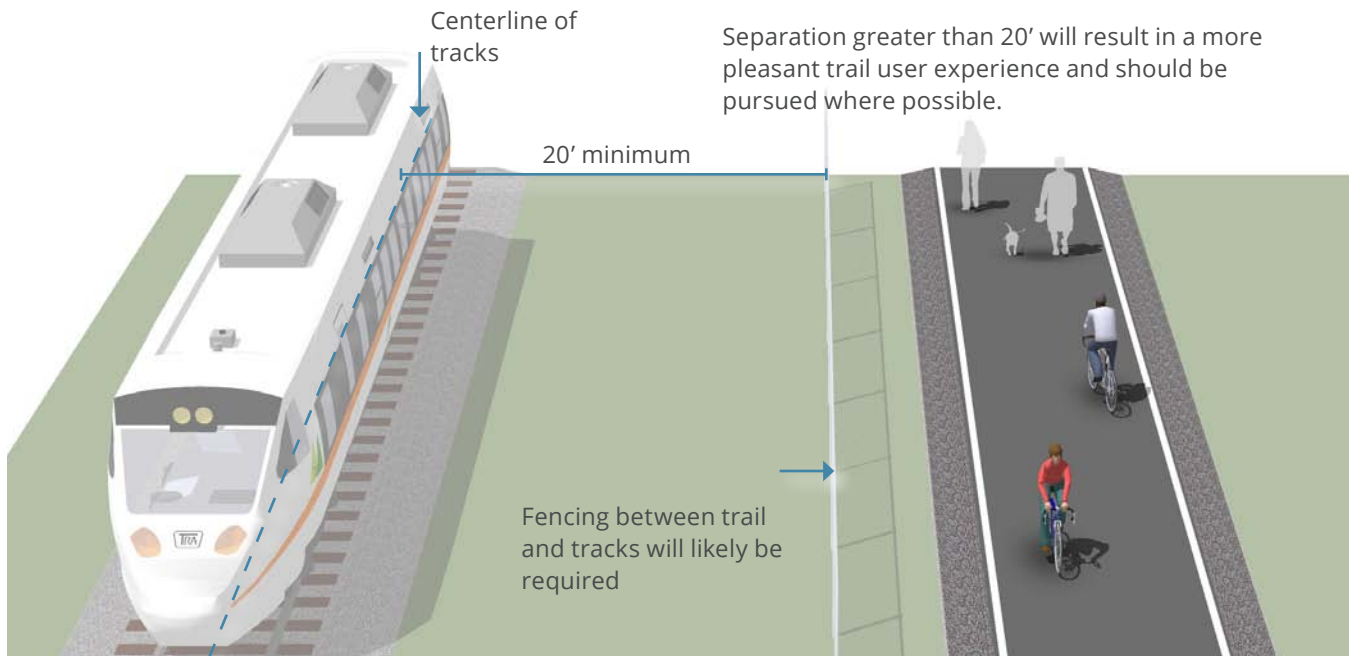 Centerline of
tracks
Separation greater than 20’ will result in a more
pleasant trail user experience and should be
pursued where possible.
20’ minimum
Fencing between trail
and tracks will likely be
required
TRA